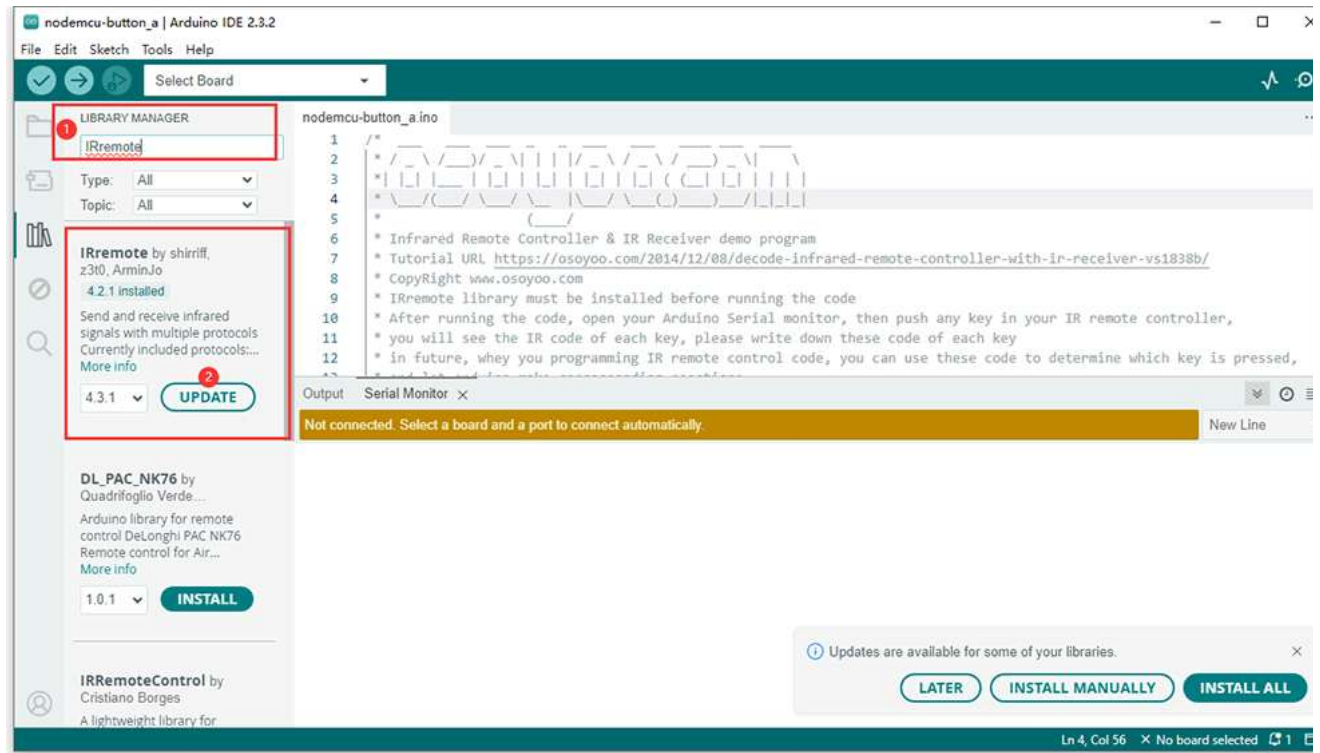 nodemcu-button_a | Arduino IDE 2.3.2
File Edit Sketch Tools Help
Select Board
LIBRARY MANAGER
1
IRremote
Type: All
Topic: All
IRremote by shirriff,
z3t0, ArminJo
4.2.1 installed
Send and receive infrared
signals with multiple protocols
Currently included protocols:...
More info
2
4.3.1 UPDATE
DL_PAC_NK76 by
Quadrifoglio Verde...
Arduino library for remote
control DeLonghi PAC NK76
Remote control for Air...
More info
1.0.1 INSTALL
IRRemoteControl by
Cristiano Borges
A lightweight library for
nodemcu-button_a.ino
1 /*
2 *
3 *
4 *
5 *
6 * Infrared Remote Controller & IR Receiver demo program
7 * Tutorial URL https://osoyoo.com/2014/12/08/decode-infrared-remote-controller-with-ir-receiver-vs1838b/
8 * CopyRight www.osoyoo.com
9 * IRremote library must be installed before running the code
10 * After running the code, open your Arduino Serial monitor, then push any key in your IR remote controller,
11 * you will see the IR code of each key, please write down these code of each key
12 * in future, whey you programming IR remote control code, you can use these code to determine which key is pressed,
Output Serial Monitor
Not connected. Select a board and a port to connect automatically.
New Line
Updates are available for some of your libraries.
LATER INSTALL MANUALLY INSTALL ALL
Ln 4, Col 56 × No board selected 1